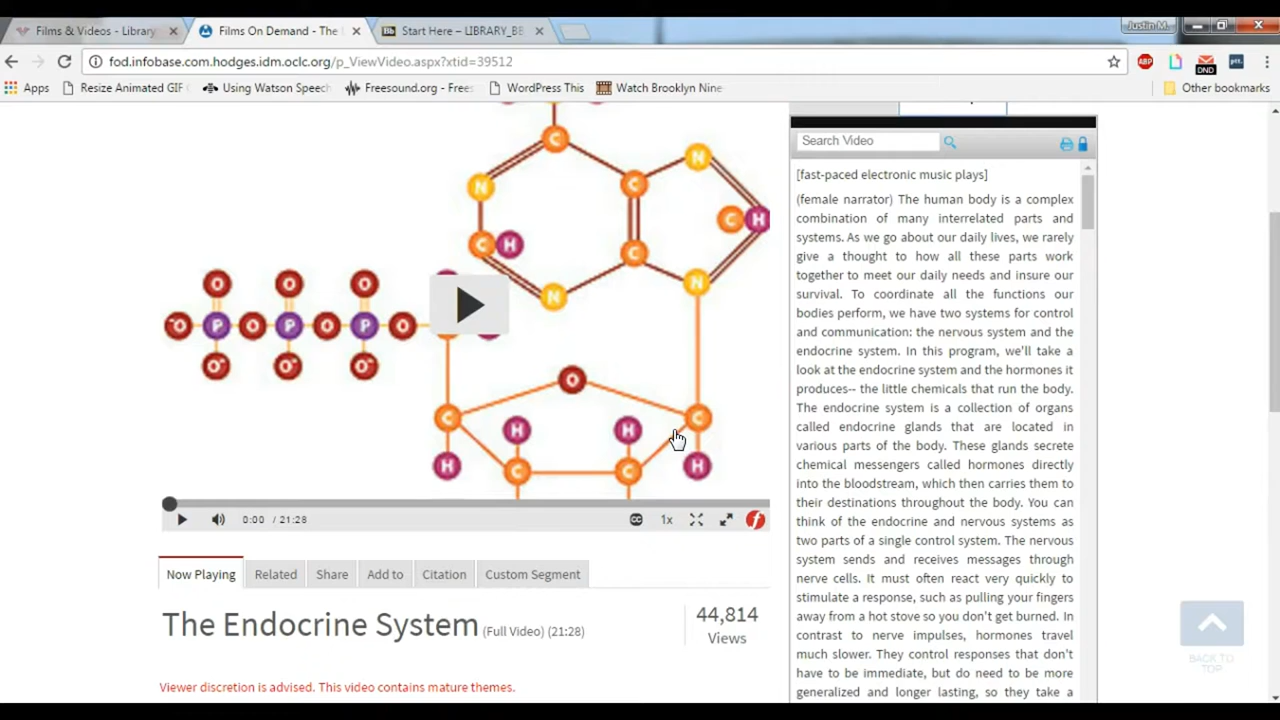 Films & Videos - Library
Films On Demand - The
Start Here – LIBRARY_BE
Justin M.
fod.infobase.com.hodges.idm.oclc.org/p_ViewVideo.aspx?xtid=39512
ABP
DND
Apps
Resize Animated GIF
Using Watson Speech
Freesound.org - Frees
WordPress This
Watch Brooklyn Nine
Other bookmarks
C
N
N
C
C
H
C
H
C
N
N
O
O
O
-O
P
O
P
O
P
O
O-
O-
O-
O
C
C
H
H
H
C
C
H
0:00 / 21:28
CC
1x
Search Video
[fast-paced electronic music plays]
(female narrator) The human body is a complex
combination of many interrelated parts and
systems. As we go about our daily lives, we rarely
give a thought to how all these parts work
together to meet our daily needs and insure our
survival. To coordinate all the functions our
bodies perform, we have two systems for control
and communication: the nervous system and the
endocrine system. In this program, we'll take a
look at the endocrine system and the hormones it
produces-- the little chemicals that run the body.
The endocrine system is a collection of organs
called endocrine glands that are located in
various parts of the body. These glands secrete
chemical messengers called hormones directly
into the bloodstream, which then carries them to
their destinations throughout the body. You can
think of the endocrine and nervous systems as
two parts of a single control system. The nervous
system sends and receives messages through
nerve cells. It must often react very quickly to
stimulate a response, such as pulling your fingers
away from a hot stove so you don't get burned. In
contrast to nerve impulses, hormones travel
much slower. They control responses that don't
have to be immediate, but do need to be more
generalized and longer lasting, so they take a
Now Playing
Related
Share
Add to
Citation
Custom Segment
The Endocrine System (Full Video) (21:28)
44,814
Views
Viewer discretion is advised. This video contains mature themes.
BACK TO
TOP